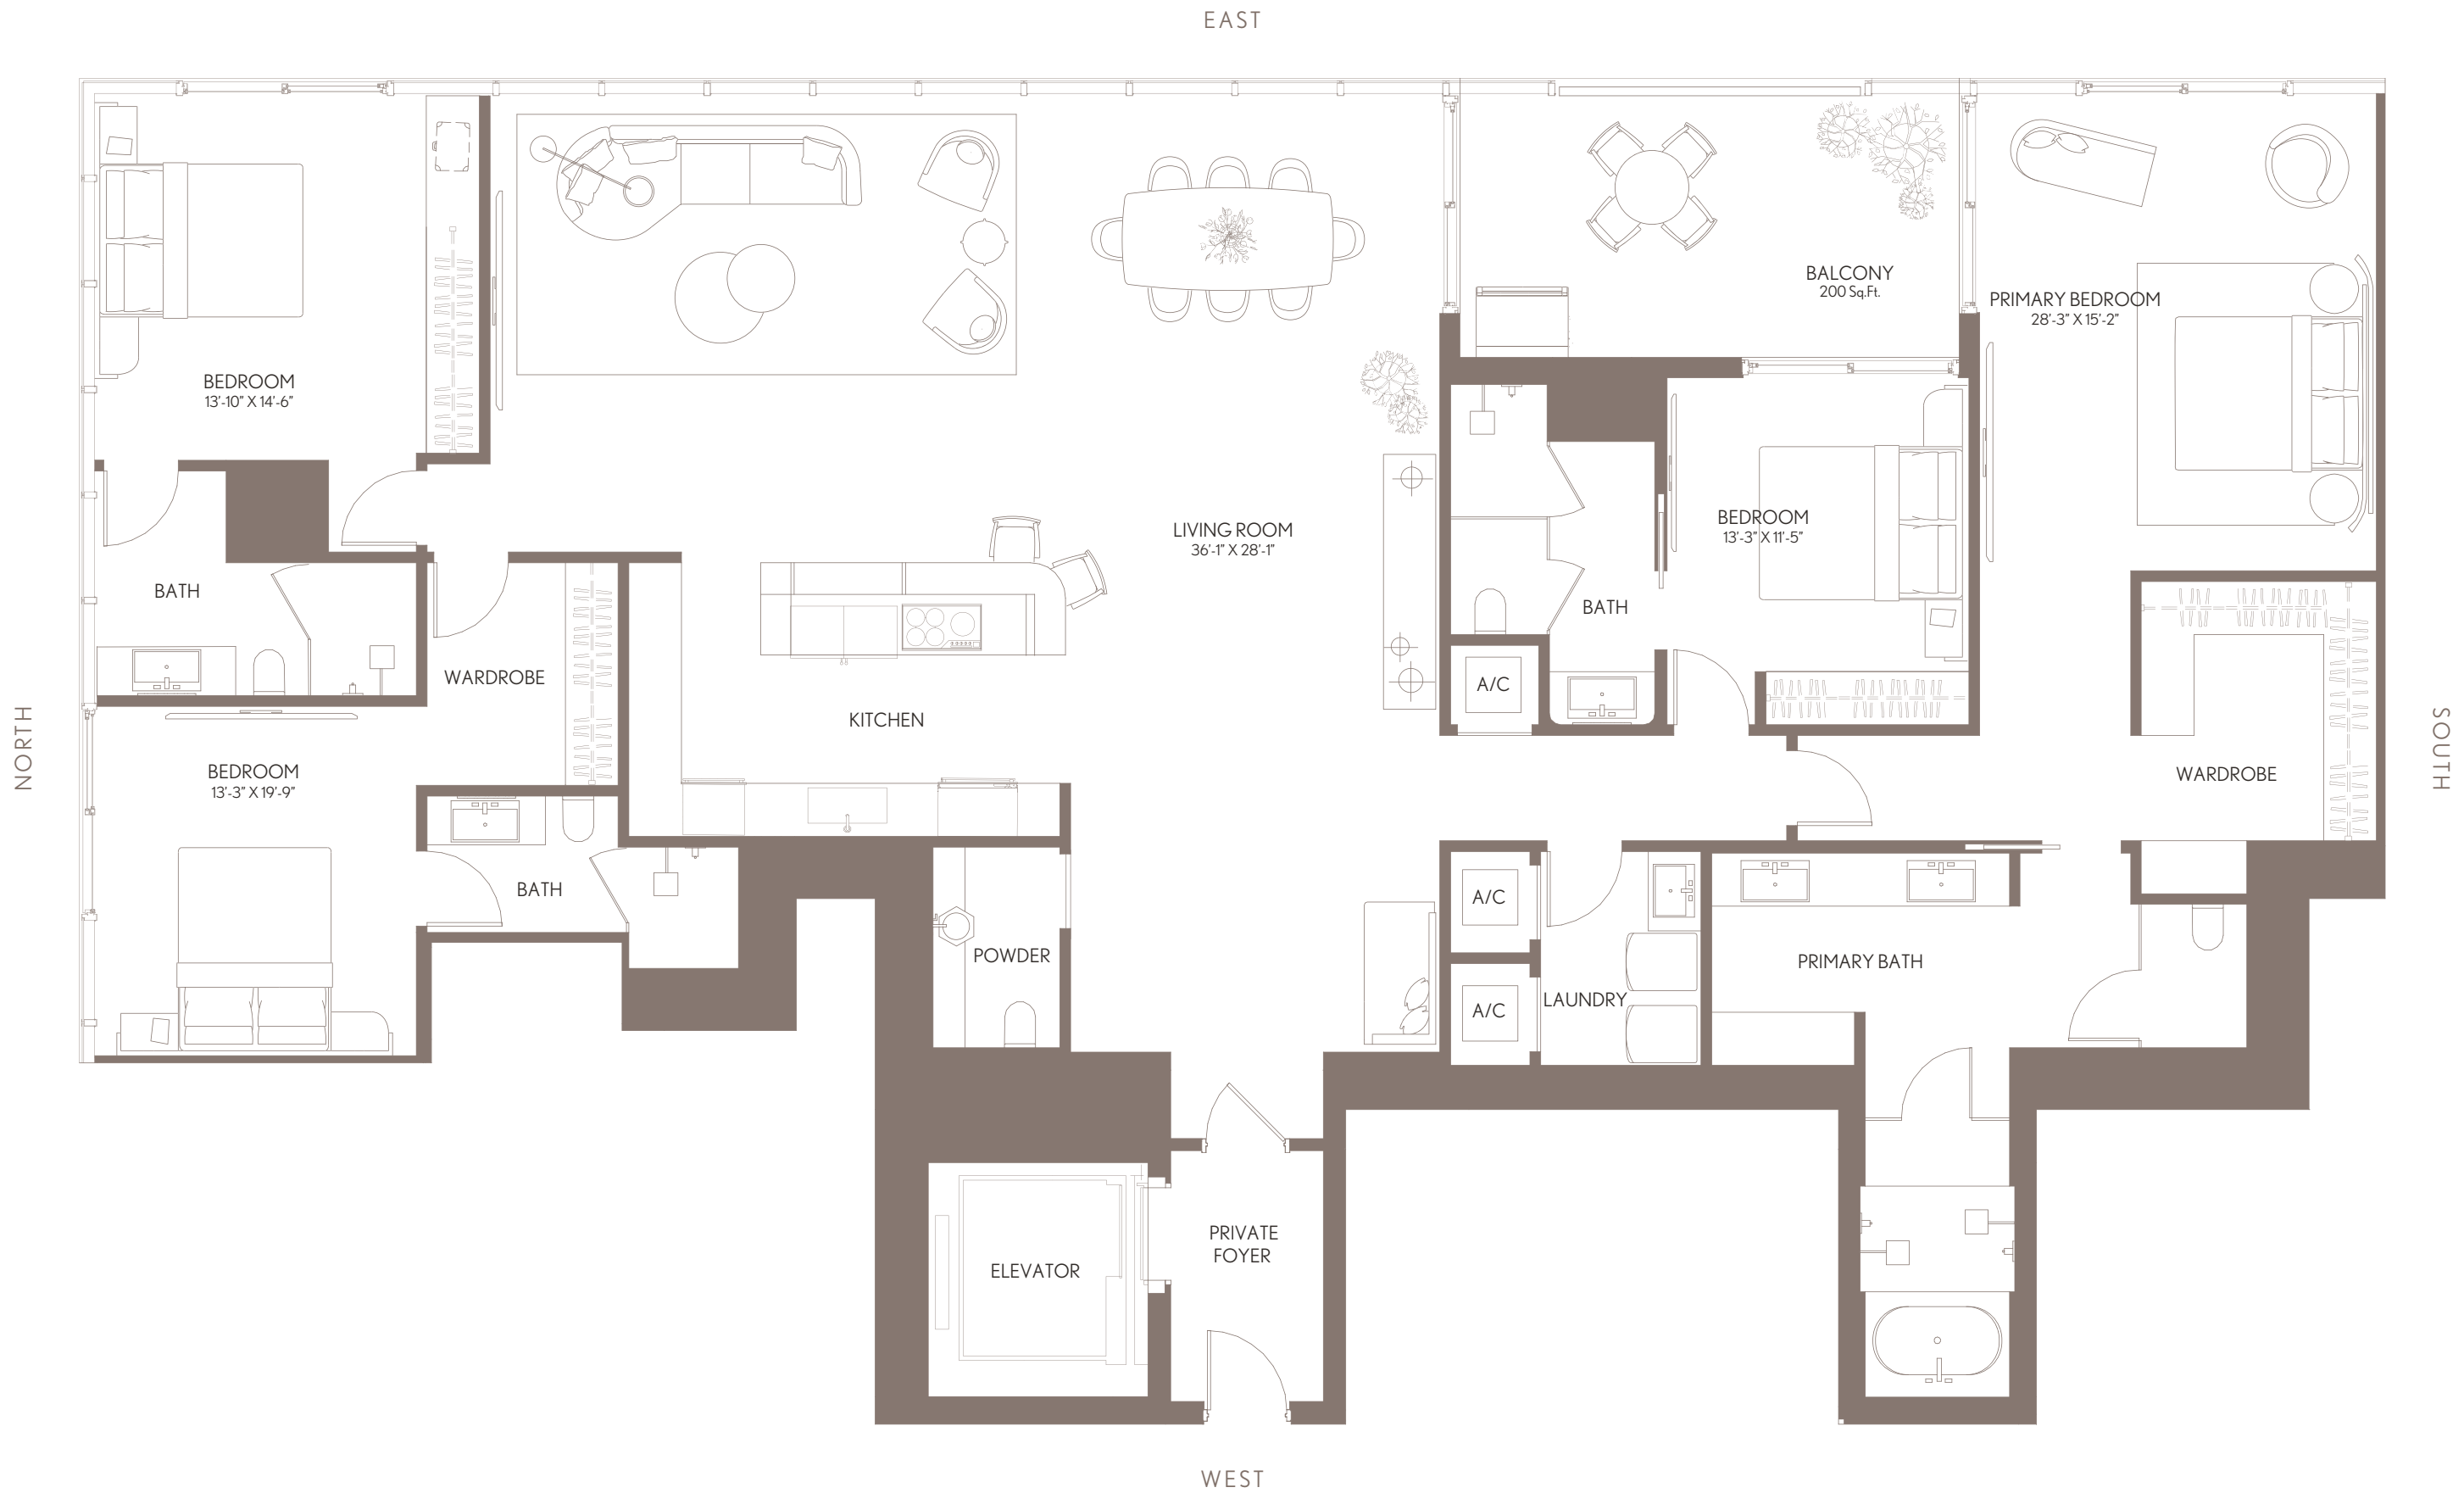 EAST
BALCONY
200 Sq.Ft.
PRIMARY BEDROOM
28'-3" X 15'-2"
BEDROOM
13'-10" X 14'-6"
LIVING ROOM
36'-1" X 28'-1"
BEDROOM
13'-3" X 11'-5"
BATH
BATH
WARDROBE
A/C
KITCHEN
NORTH
SOUTH
BEDROOM
13'-3" X 19'-9"
WARDROBE
BATH
A/C
POWDER
PRIMARY BATH
LAUNDRY
A/C
PRIVATE
FOYER
ELEVATOR
WEST